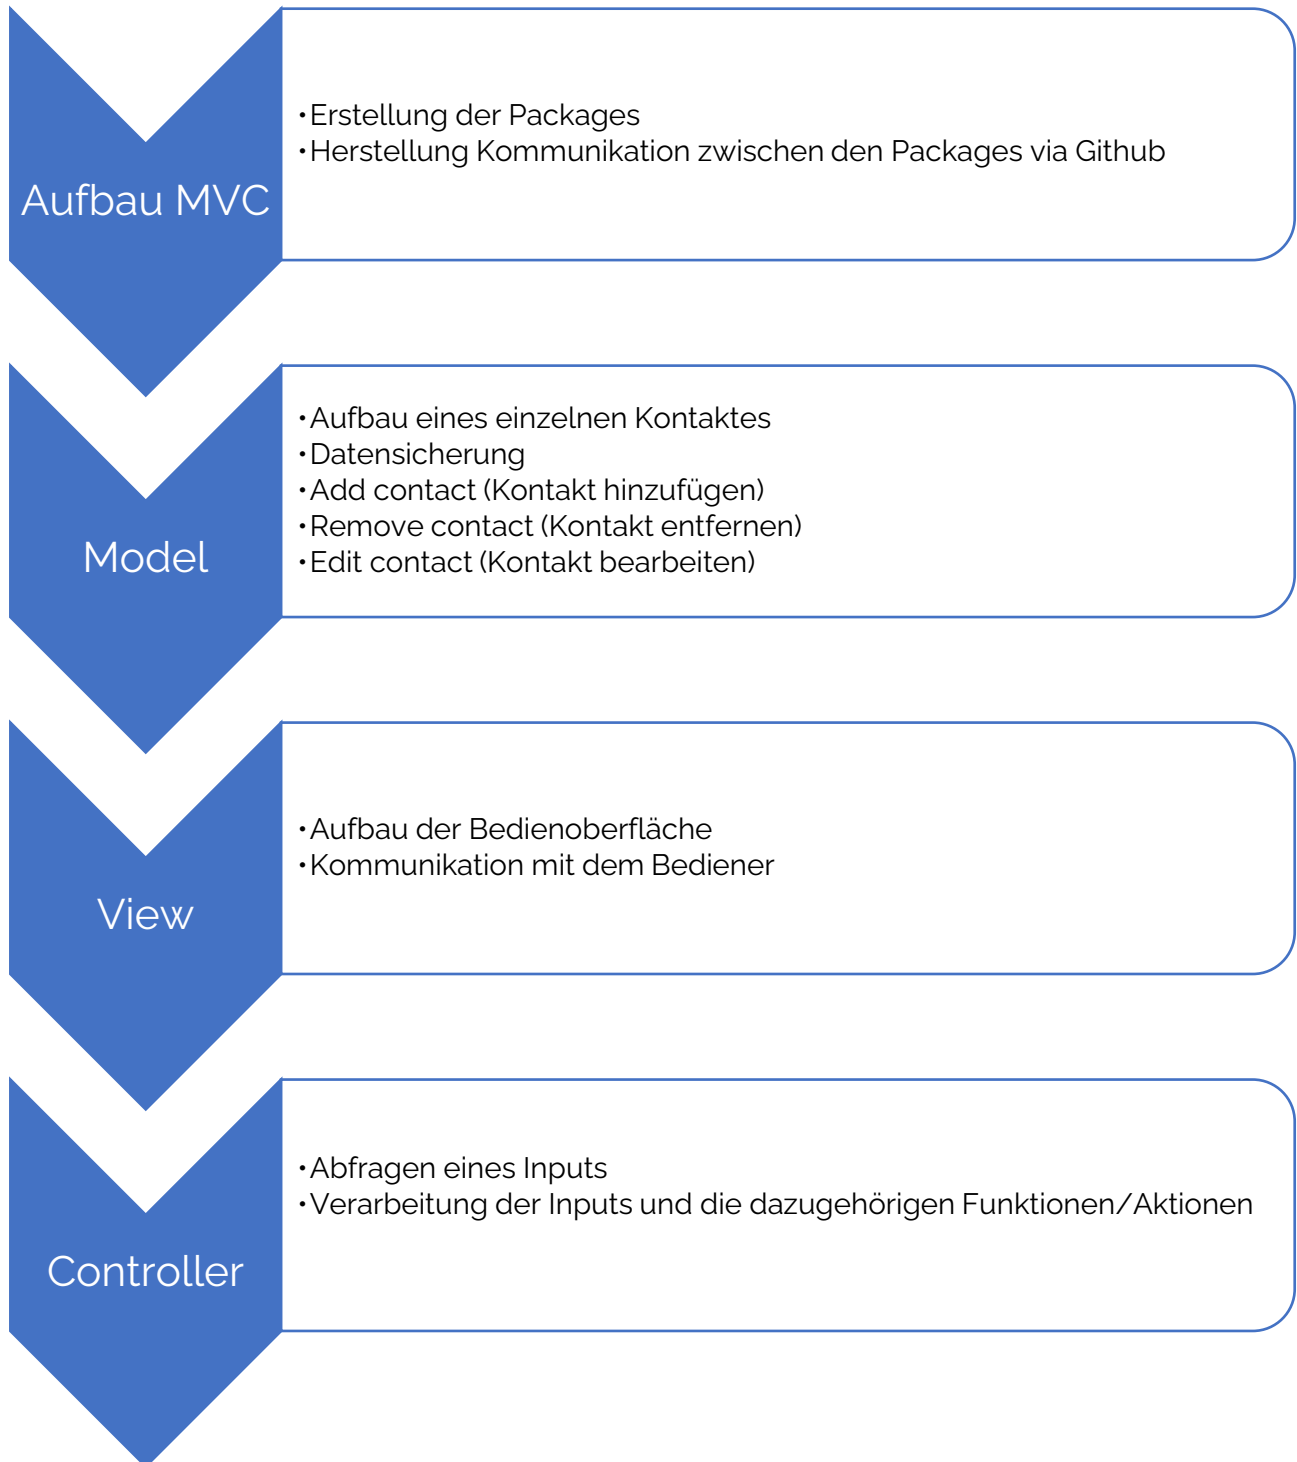 Aufbau MVC
•Erstellung der Packages
•Herstellung Kommunikation zwischen den Packages via Github
Model
•Aufbau eines einzelnen Kontaktes
•Datensicherung
•Add contact (Kontakt hinzufügen)
•Remove contact (Kontakt entfernen)
•Edit contact (Kontakt bearbeiten)
View
•Aufbau der Bedienoberfläche
•Kommunikation mit dem Bediener
Controller
•Abfragen eines Inputs
•Verarbeitung der Inputs und die dazugehörigen Funktionen/Aktionen